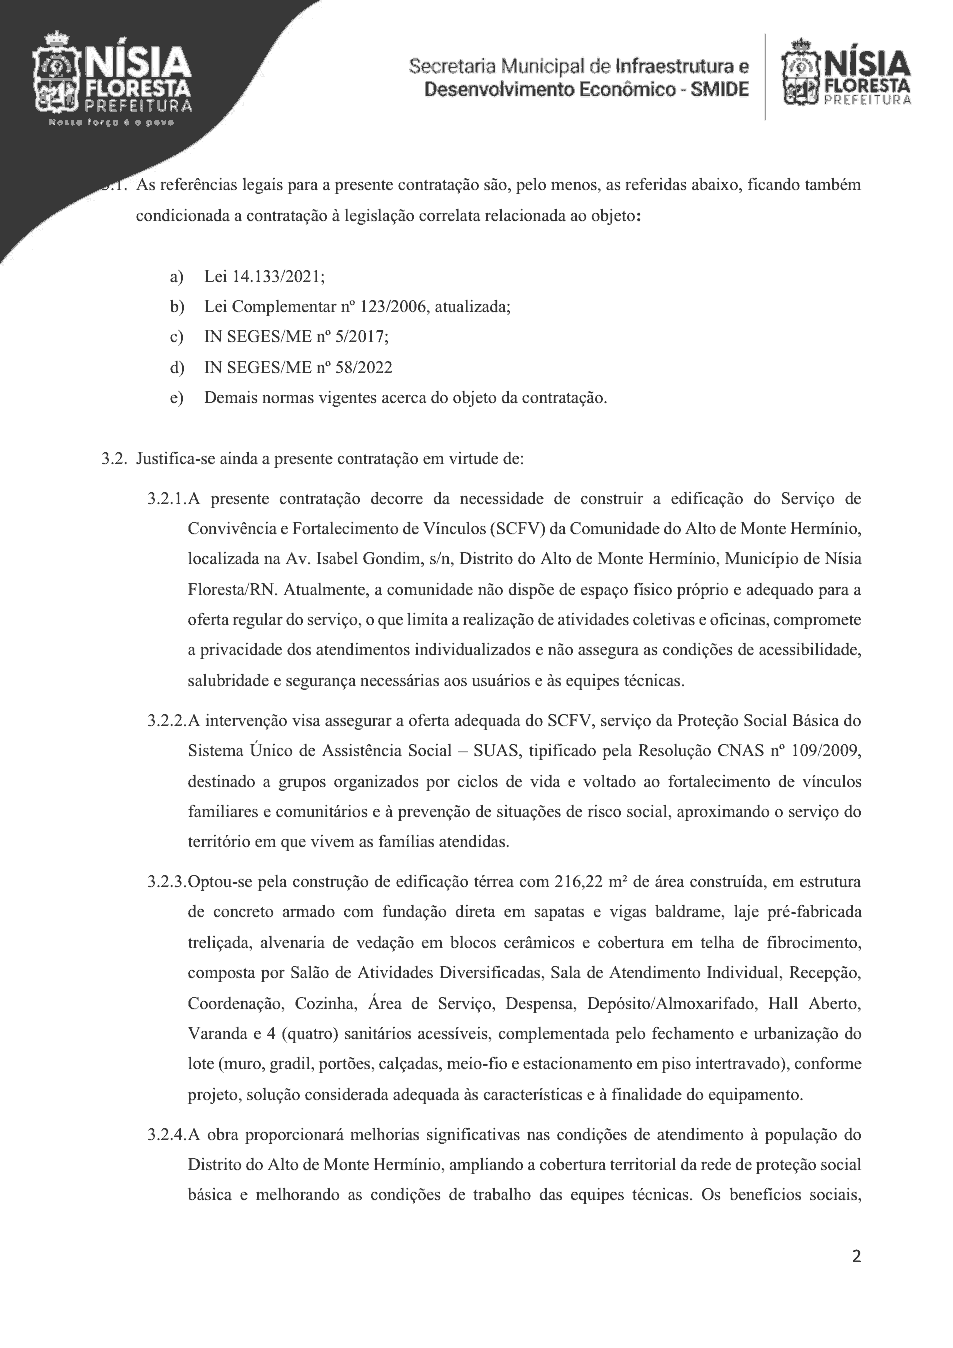 NÍSIA
FLORESTA
PREFEITURA
Nossa força é o povo
Secretaria Municipal de Infraestrutura e
Desenvolvimento Econômico - SMIDE
NÍSIA
FLORESTA
PREFEITURA
3.1. As referências legais para a presente contratação são, pelo menos, as referidas abaixo, ficando também
condicionada a contratação à legislação correlata relacionada ao objeto:
a) Lei 14.133/2021;
b) Lei Complementar nº 123/2006, atualizada;
c) IN SEGES/ME nº 5/2017;
d) IN SEGES/ME nº 58/2022
e) Demais normas vigentes acerca do objeto da contratação.
3.2. Justifica-se ainda a presente contratação em virtude de:
3.2.1.A presente contratação decorre da necessidade de construir a edificação do Serviço de
Convivência e Fortalecimento de Vínculos (SCFV) da Comunidade do Alto de Monte Hermínio,
localizada na Av. Isabel Gondim, s/n, Distrito do Alto de Monte Hermínio, Município de Nísia
Floresta/RN. Atualmente, a comunidade não dispõe de espaço físico próprio e adequado para a
oferta regular do serviço, o que limita a realização de atividades coletivas e oficinas, compromete
a privacidade dos atendimentos individualizados e não assegura as condições de acessibilidade,
salubridade e segurança necessárias aos usuários e às equipes técnicas.
3.2.2.A intervenção visa assegurar a oferta adequada do SCFV, serviço da Proteção Social Básica do
Sistema Único de Assistência Social – SUAS, tipificado pela Resolução CNAS nº 109/2009,
destinado a grupos organizados por ciclos de vida e voltado ao fortalecimento de vínculos
familiares e comunitários e à prevenção de situações de risco social, aproximando o serviço do
território em que vivem as famílias atendidas.
3.2.3.Optou-se pela construção de edificação térrea com 216,22 m² de área construída, em estrutura
de concreto armado com fundação direta em sapatas e vigas baldrame, laje pré-fabricada
treliçada, alvenaria de vedação em blocos cerâmicos e cobertura em telha de fibrocimento,
composta por Salão de Atividades Diversificadas, Sala de Atendimento Individual, Recepção,
Coordenação, Cozinha, Área de Serviço, Despensa, Depósito/Almoxarifado, Hall Aberto,
Varanda e 4 (quatro) sanitários acessíveis, complementada pelo fechamento e urbanização do
lote (muro, gradil, portões, calçadas, meio-fio e estacionamento em piso intertravado), conforme
projeto, solução considerada adequada às características e à finalidade do equipamento.
3.2.4.A obra proporcionará melhorias significativas nas condições de atendimento à população do
Distrito do Alto de Monte Hermínio, ampliando a cobertura territorial da rede de proteção social
básica e melhorando as condições de trabalho das equipes técnicas. Os benefícios sociais,
2